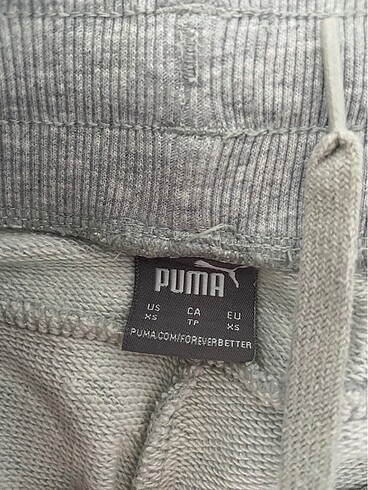 PUMA
US CA EU
XS TP XS
PUMA.COM/FOREVERBETTER